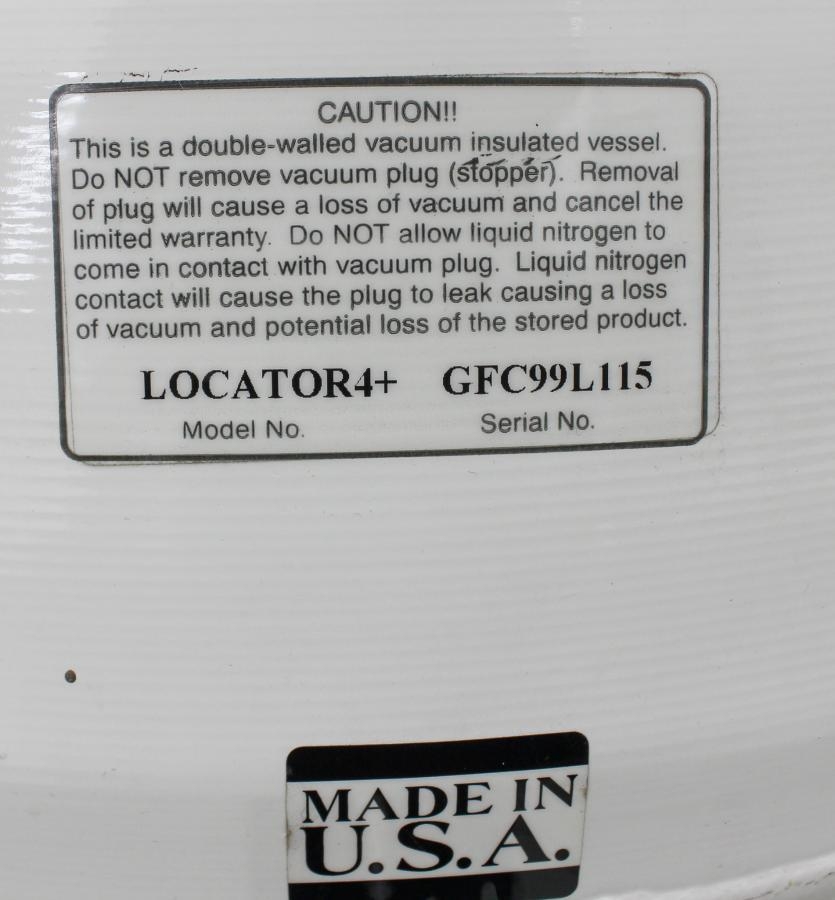 CAUTION!!
This is a double-walled vacuum insulated vessel.
Do NOT remove vacuum plug (stopper). Removal
of plug will cause a loss of vacuum and cancel the
limited warranty. Do NOT allow liquid nitrogen to
come in contact with vacuum plug. Liquid nitrogen
contact will cause the plug to leak causing a loss
of vacuum and potential loss of the stored product.
LOCATOR4+ GFC99L115
Model No. Serial No.
MADE IN
U.S.A.